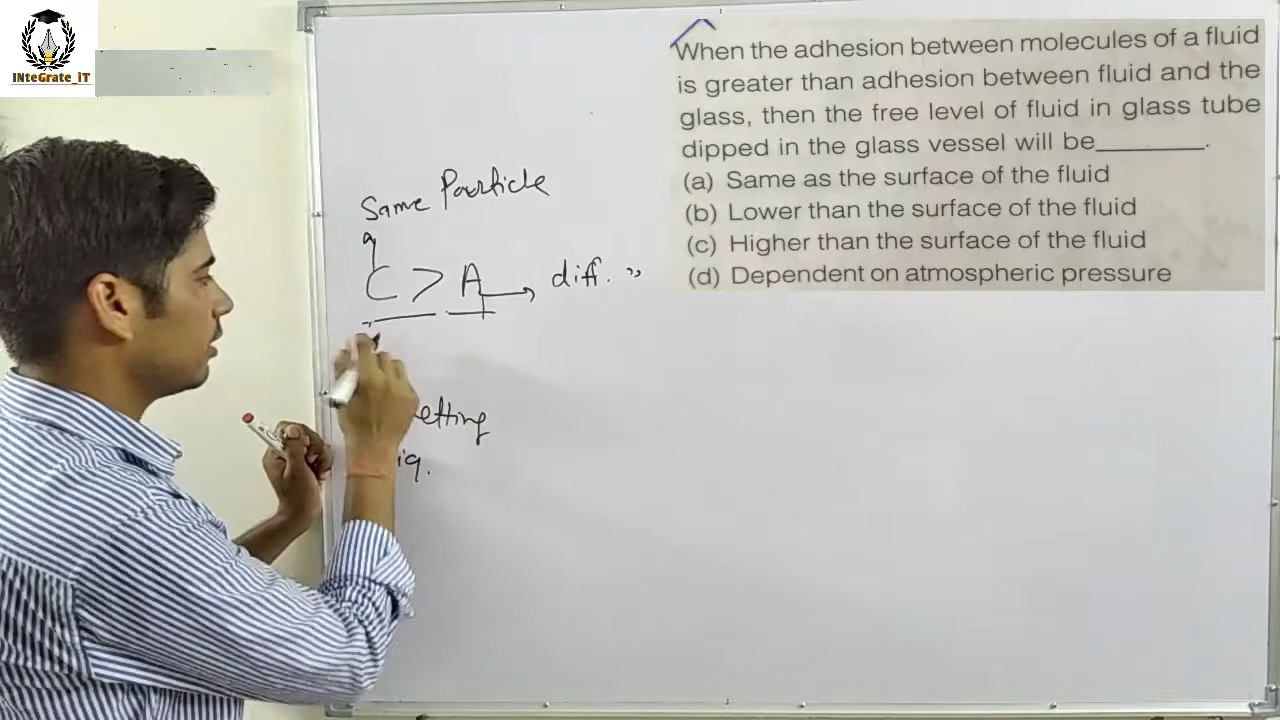 INteGrate_iT
When the adhesion between molecules of a fluid
is greater than adhesion between fluid and the
glass, then the free level of fluid in glass tube
dipped in the glass vessel will be________.
(a) Same as the surface of the fluid
(b) Lower than the surface of the fluid
(c) Higher than the surface of the fluid
(d) Dependent on atmospheric pressure
Same Particle
C > A → diff. "
etting
iq.